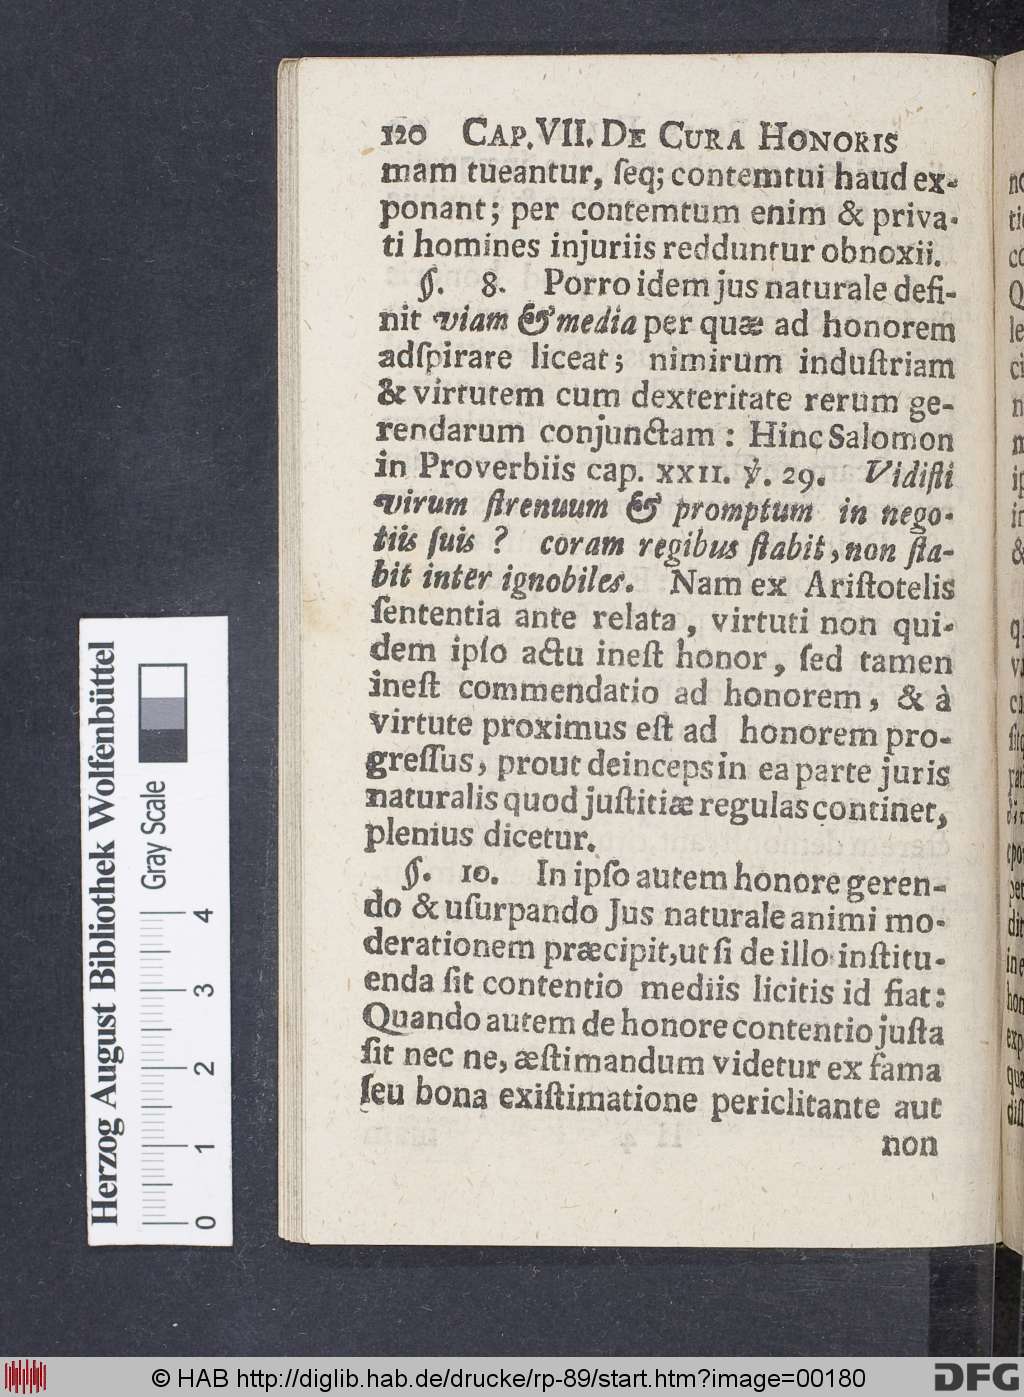 120 CAP. VII. DE CURA HONORIS
mam tueantur, ſeq; contemtui haud ex-
ponant; per contemtum enim & priva-
ti homines injuriis redduntur obnoxii.
§. 8. Porro idem jus naturale defi-
nit viam & media per quæ ad honorem
adſpirare liceat; nimirum induſtriam
& virtutem cum dexteritate rerum ge-
rendarum conjunctam: Hinc Salomon
in Proverbiis cap. XXII. ℣. 29. Vidiſti
virum ſtrenuum & promptum in nego-
tiis ſuis? coram regibus ſtabit, non ſta-
bit inter ignobiles. Nam ex Ariſtotelis
ſententia ante relata, virtuti non qui-
dem ipſo actu ineſt honor, ſed tamen
ineſt commendatio ad honorem, & à
virtute proximus eſt ad honorem pro-
greſſus, prout deinceps in ea parte juris
naturalis quod juſtitiæ regulas continet,
plenius dicetur.
§. 10. In ipſo autem honore geren-
do & uſurpando Jus naturale animi mo-
derationem præcipit, ut ſi de illo inſtitu-
enda ſit contentio mediis licitis id fiat:
Quando autem de honore contentio juſta
ſit nec ne, æſtimandum videtur ex fama
ſeu bona exiſtimatione periclitante aut
non
Herzog August Bibliothek Wolfenbüttel
Gray Scale
0 1 2 3 4
© HAB http://diglib.hab.de/drucke/rp-89/start.htm?image=00180
DFG